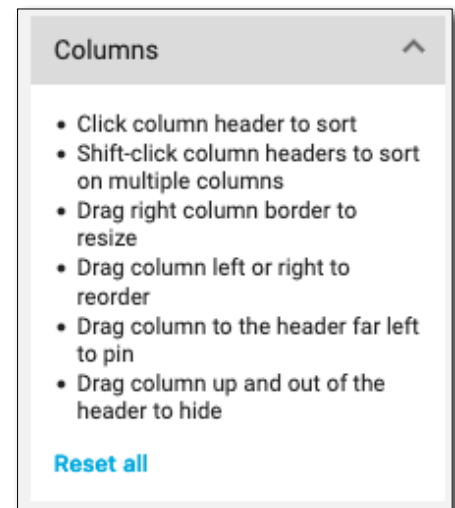 Columns
• Click column header to sort
• Shift-click column headers to sort
on multiple columns
• Drag right column border to
resize
• Drag column left or right to
reorder
• Drag column to the header far left
to pin
• Drag column up and out of the
header to hide
Reset all